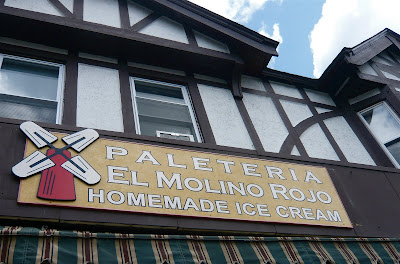 PALETERIA
EL MOLINO ROJO
HOMEMADE ICE CREAM